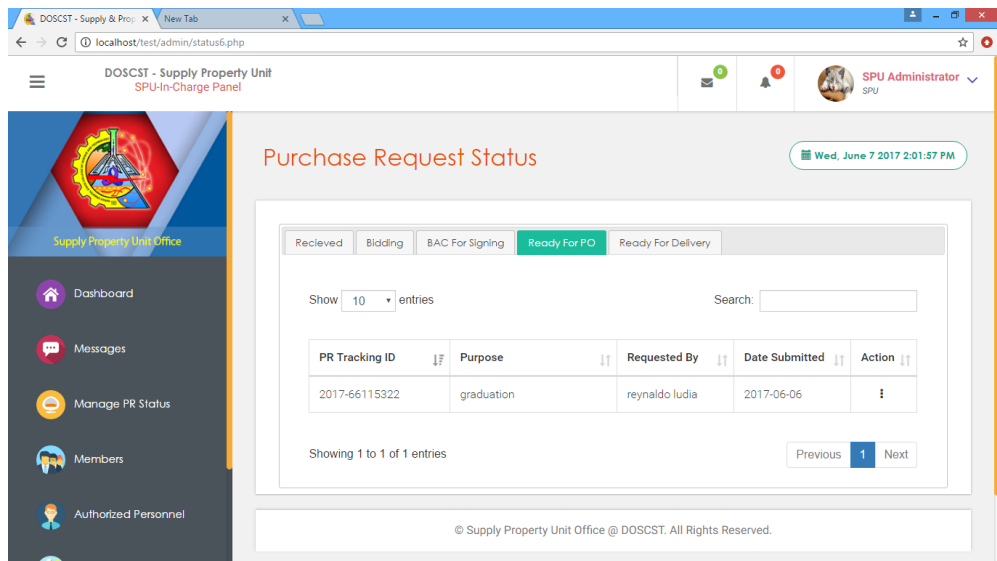 DOSCST - Supply & Prop
New Tab
localhost/test/admin/status6.php
DOSCST - Supply Property Unit
SPU-In-Charge Panel
0
0
SPU Administrator
SPU
Supply Property Unit Office
Dashboard
Messages
Manage PR Status
Members
Authorized Personnel
Purchase Request Status
Wed, June 7 2017 2:01:57 PM
Recieved Bidding BAC For Signing Ready For PO Ready For Delivery
Show 10 entries Search:
PR Tracking ID Purpose Requested By Date Submitted Action
2017-66115322 graduation reynaldo ludia 2017-06-06
Showing 1 to 1 of 1 entries Previous 1 Next
© Supply Property Unit Office @ DOSCST. All Rights Reserved.